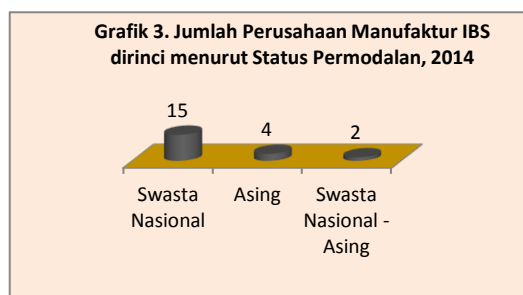 Grafik 3. Jumlah Perusahaan Manufaktur IBS
dirinci menurut Status Permodalan, 2014
15
4
2
Swasta
Nasional
Asing
Swasta
Nasional -
Asing